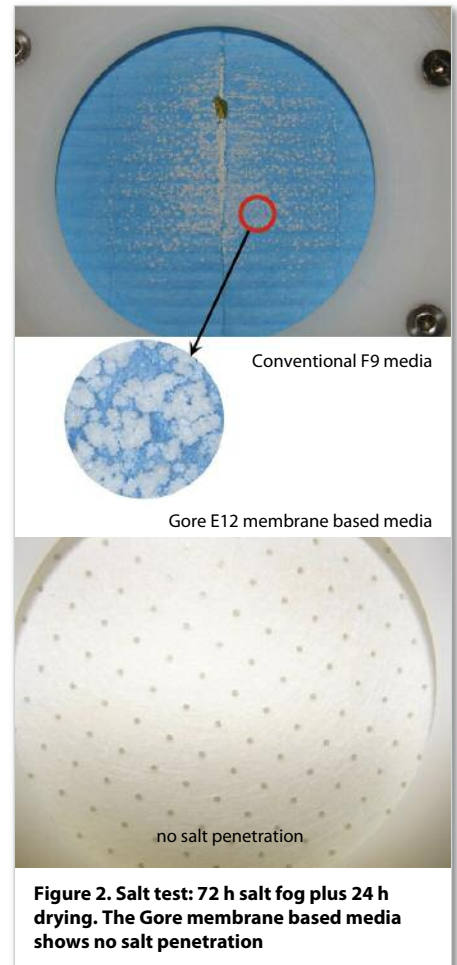 Conventional F9 media
Gore E12 membrane based media
no salt penetration
Figure 2. Salt test: 72 h salt fog plus 24 h
drying. The Gore membrane based media
shows no salt penetration